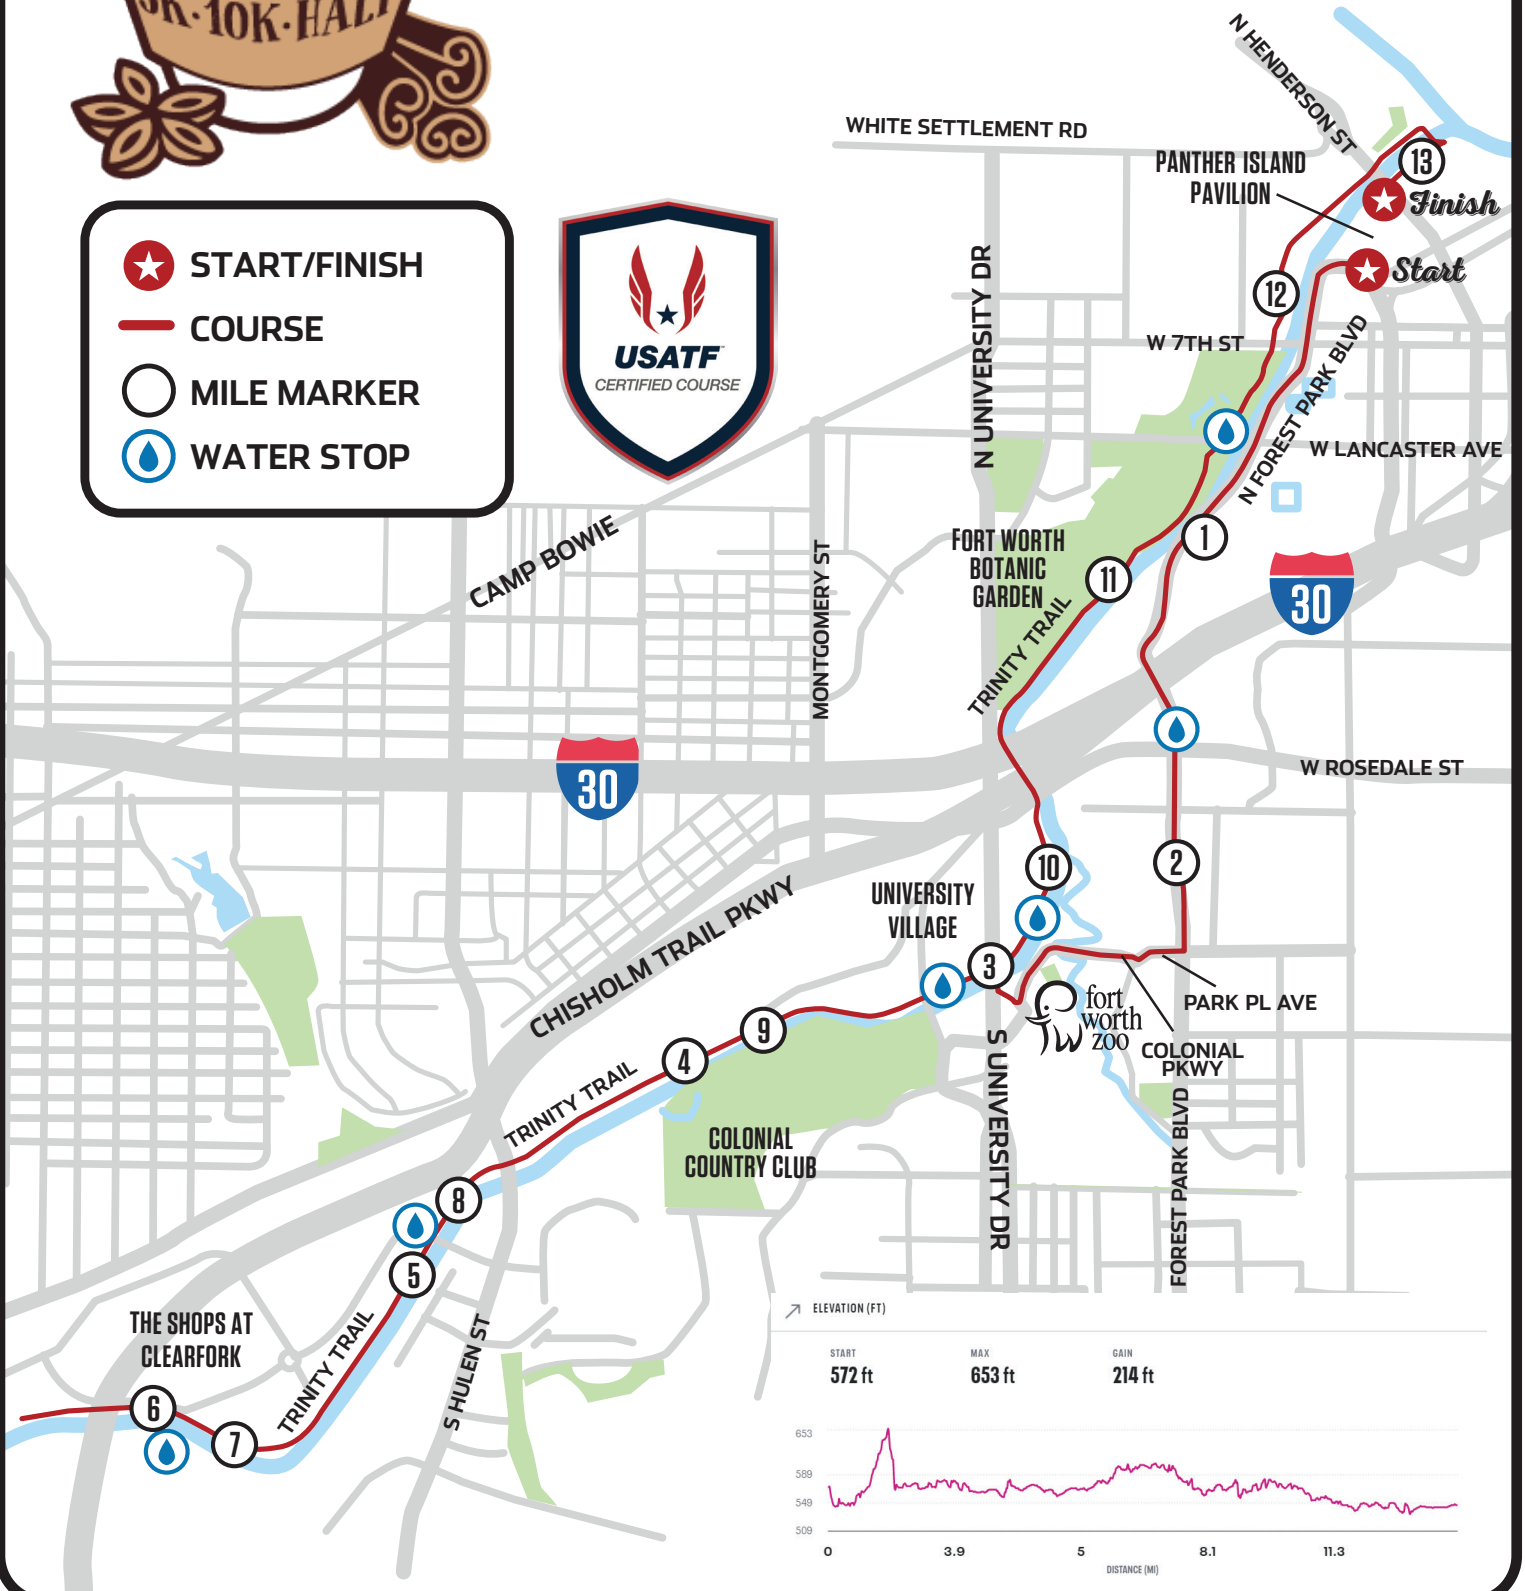 5K·10K·HALF
START/FINISH
COURSE
MILE MARKER
WATER STOP
USATF
CERTIFIED COURSE
N HENDERSON ST
WHITE SETTLEMENT RD
PANTHER ISLAND
PAVILION
13
Finish
Start
12
N UNIVERSITY DR
W 7TH ST
N FOREST PARK BLVD
W LANCASTER AVE
CAMP BOWIE
MONTGOMERY ST
FORT WORTH
BOTANIC
GARDEN
1
11
30
TRINITY TRAIL
30
W ROSEDALE ST
10
2
UNIVERSITY
VILLAGE
CHISHOLM TRAIL PKWY
3
fort
worth
zoo
PARK PL AVE
COLONIAL
PKWY
9
4
S UNIVERSITY DR
FOREST PARK BLVD
TRINITY TRAIL
COLONIAL
COUNTRY CLUB
8
5
THE SHOPS AT
CLEARFORK
TRINITY TRAIL
S HULEN ST
6
7
ELEVATION (FT)
START
572 ft
MAX
653 ft
GAIN
214 ft
653
589
549
509
0
3.9
5
8.1
11.3
DISTANCE (MI)